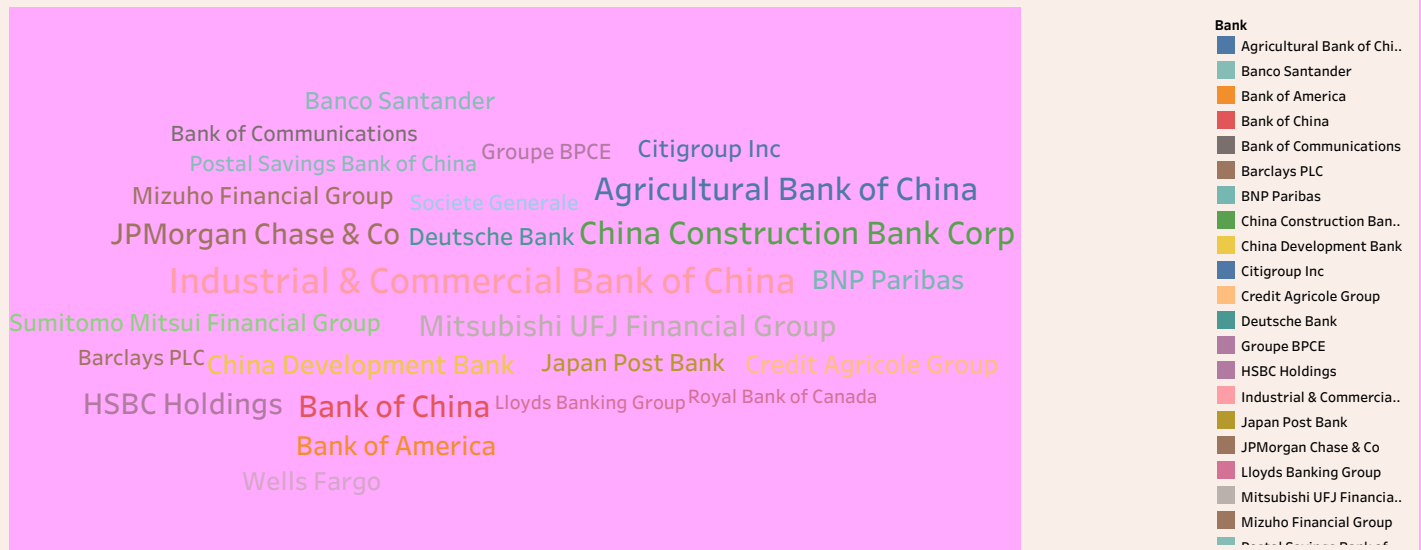 Banco Santander
Bank of Communications
Groupe BPCE
Citigroup Inc
Postal Savings Bank of China
Mizuho Financial Group
Societe Generale
Agricultural Bank of China
JPMorgan Chase & Co
Deutsche Bank
China Construction Bank Corp
Industrial & Commercial Bank of China
BNP Paribas
Sumitomo Mitsui Financial Group
Mitsubishi UFJ Financial Group
Barclays PLC
China Development Bank
Japan Post Bank
Credit Agricole Group
HSBC Holdings
Bank of China
Lloyds Banking Group
Royal Bank of Canada
Bank of America
Wells Fargo
Bank
Agricultural Bank of Chi..
Banco Santander
Bank of America
Bank of China
Bank of Communications
Barclays PLC
BNP Paribas
China Construction Ban..
China Development Bank
Citigroup Inc
Credit Agricole Group
Deutsche Bank
Groupe BPCE
HSBC Holdings
Industrial & Commercia..
Japan Post Bank
JPMorgan Chase & Co
Lloyds Banking Group
Mitsubishi UFJ Financia..
Mizuho Financial Group